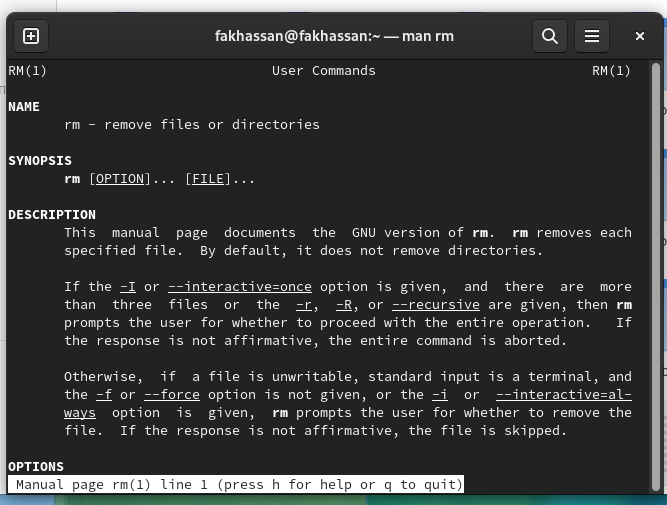 fakhassan@fakhassan:~ — man rm
RM(1) User Commands RM(1)
NAME
rm - remove files or directories
SYNOPSIS
rm [OPTION]... [FILE]...
DESCRIPTION
This manual page documents the GNU version of rm. rm removes each
specified file. By default, it does not remove directories.
If the -I or --interactive=once option is given, and there are more
than three files or the -r, -R, or --recursive are given, then rm
prompts the user for whether to proceed with the entire operation. If
the response is not affirmative, the entire command is aborted.
Otherwise, if a file is unwritable, standard input is a terminal, and
the -f or --force option is not given, or the -i or --interactive=al-
ways option is given, rm prompts the user for whether to remove the
file. If the response is not affirmative, the file is skipped.
OPTIONS
Manual page rm(1) line 1 (press h for help or q to quit)